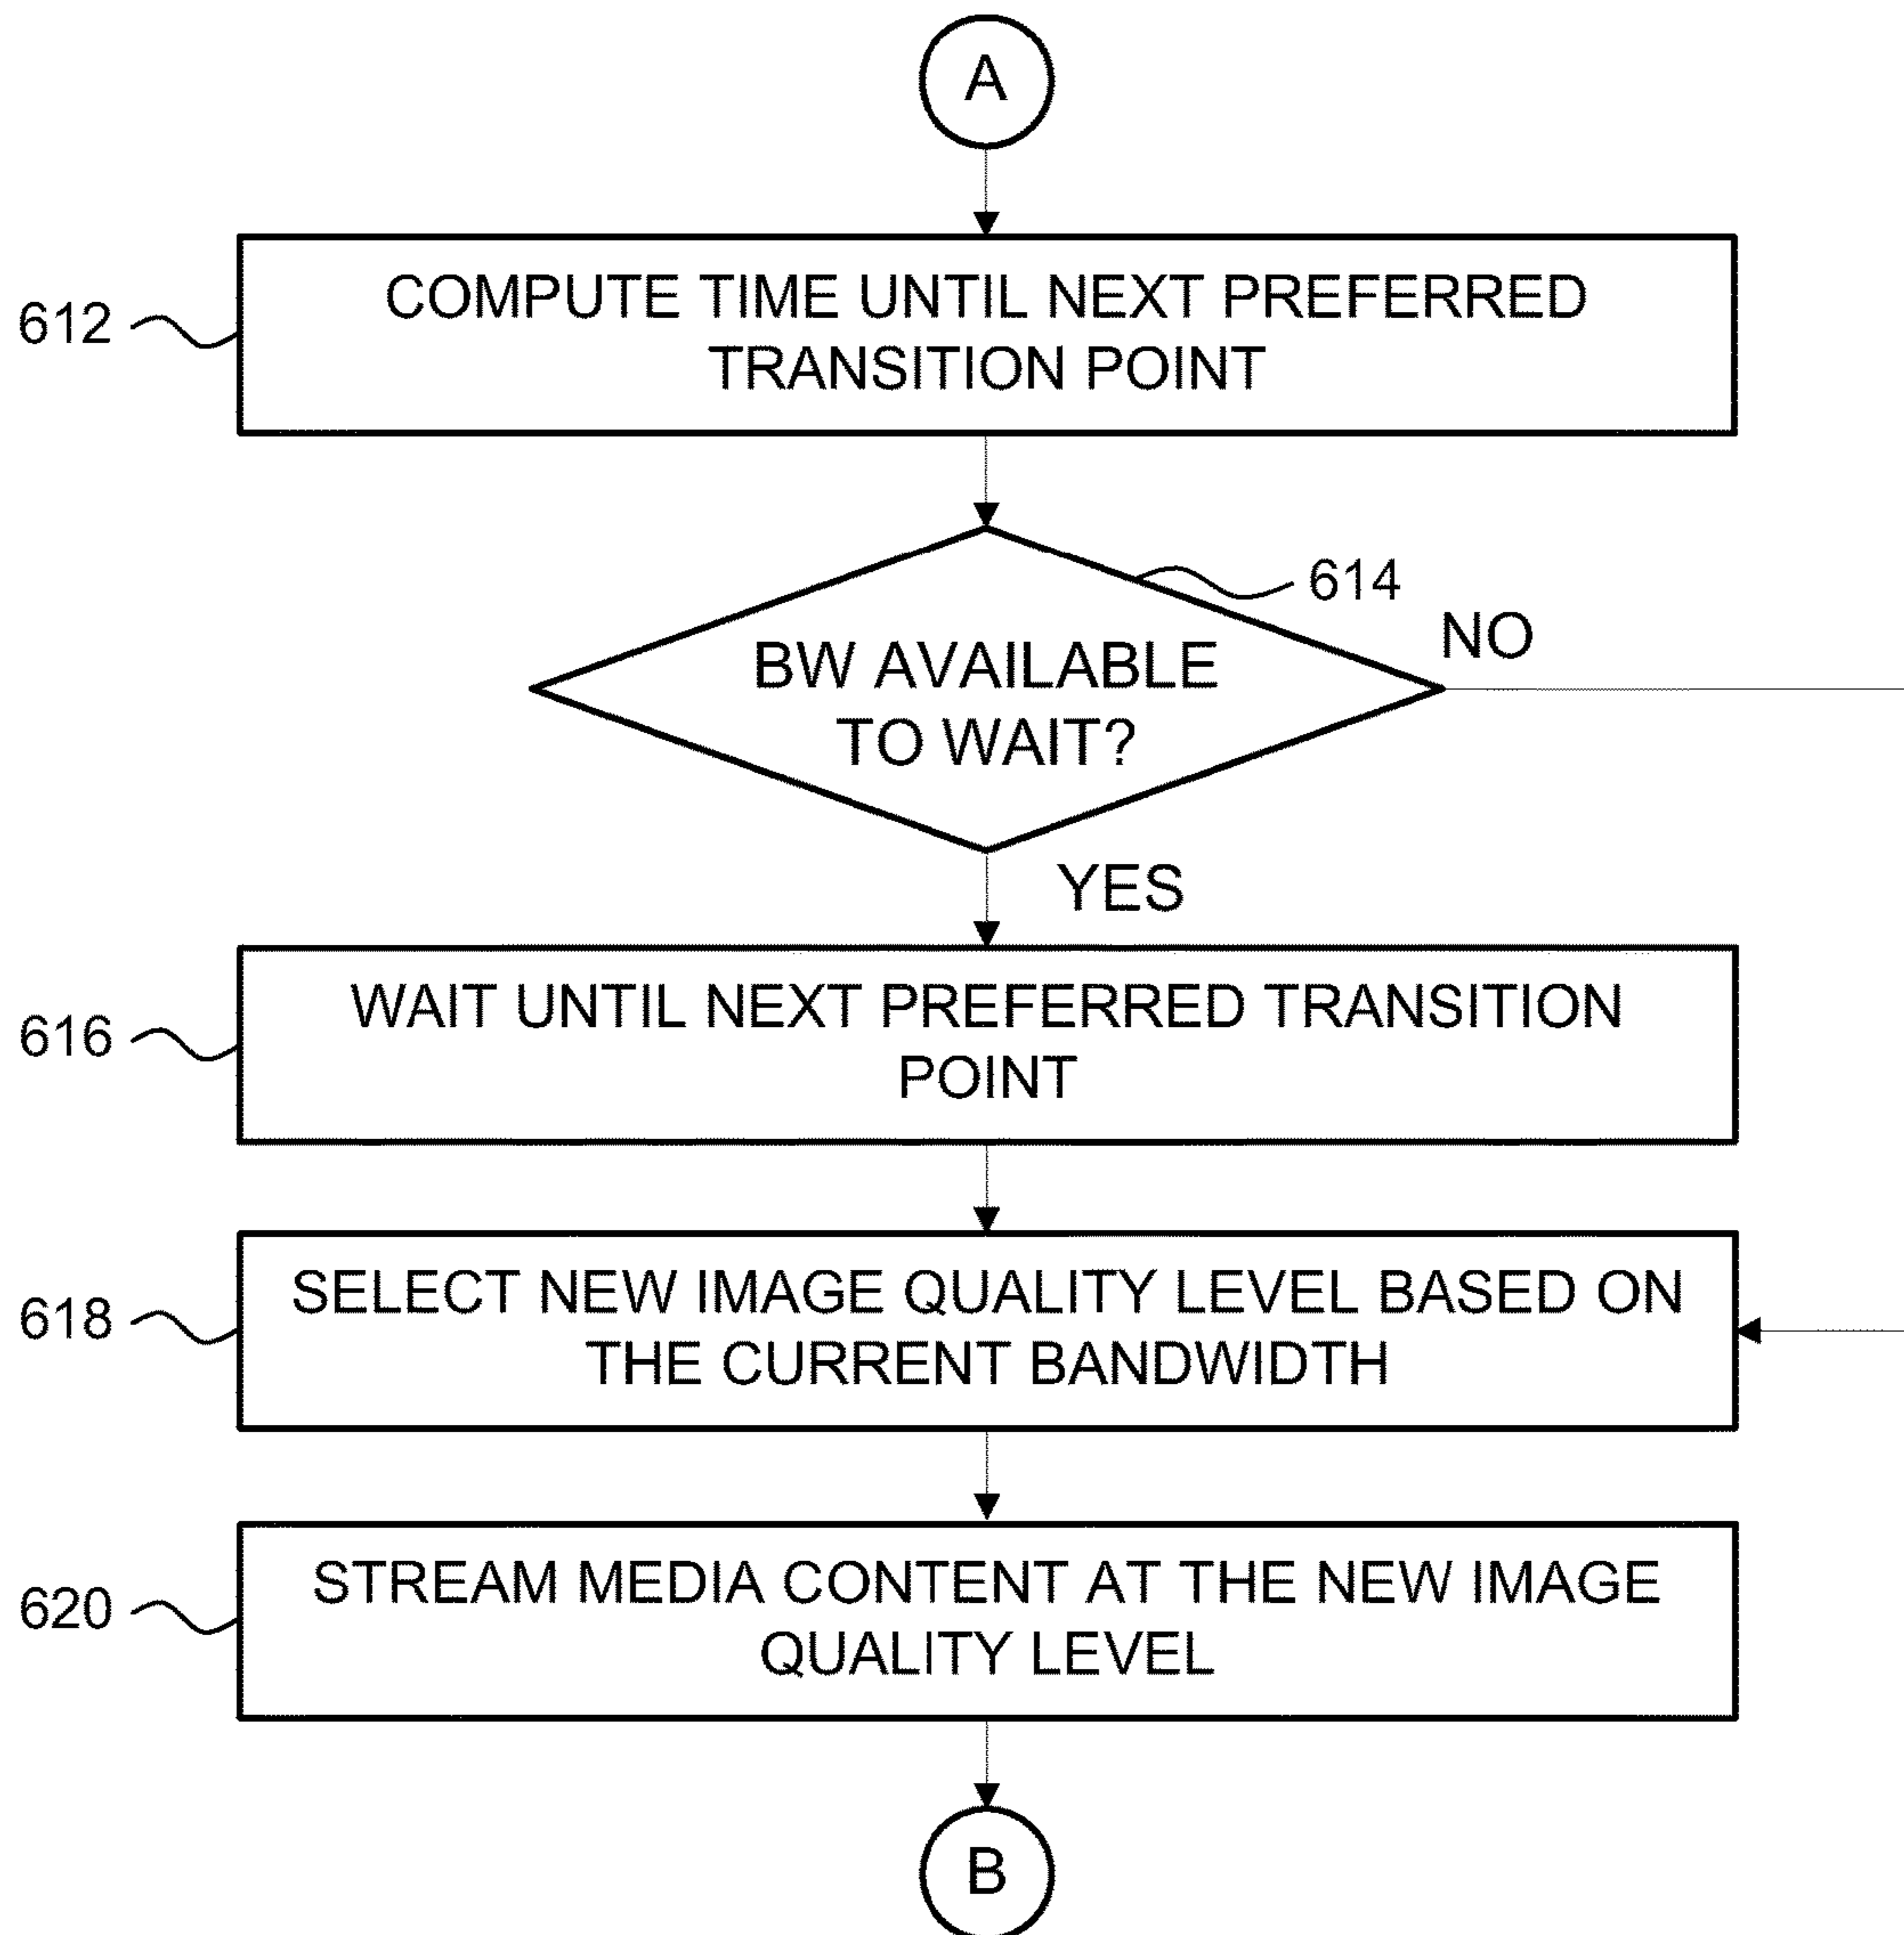 A
612
COMPUTE TIME UNTIL NEXT PREFERRED
TRANSITION POINT
614
BW AVAILABLE
TO WAIT?
NO
YES
616
WAIT UNTIL NEXT PREFERRED TRANSITION
POINT
618
SELECT NEW IMAGE QUALITY LEVEL BASED ON
THE CURRENT BANDWIDTH
620
STREAM MEDIA CONTENT AT THE NEW IMAGE
QUALITY LEVEL
B